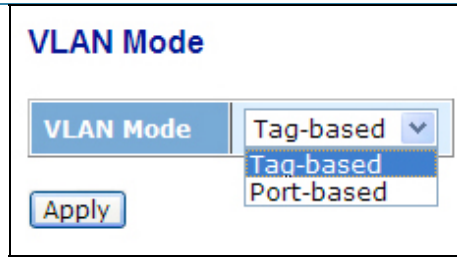 VLAN Mode
VLAN Mode Tag-based
Tag-based
Port-based
Apply